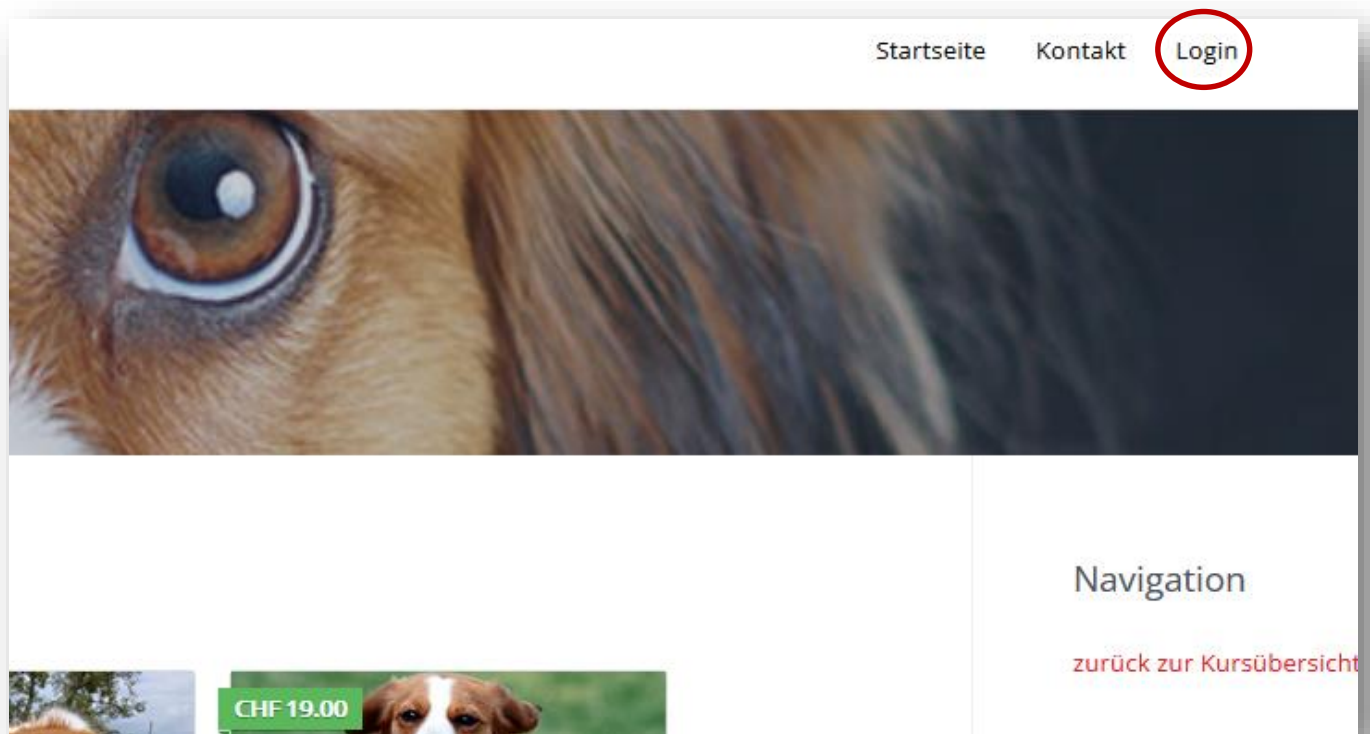 Startseite Kontakt Login
Navigation
zurück zur Kursübersicht
CHF 19.00